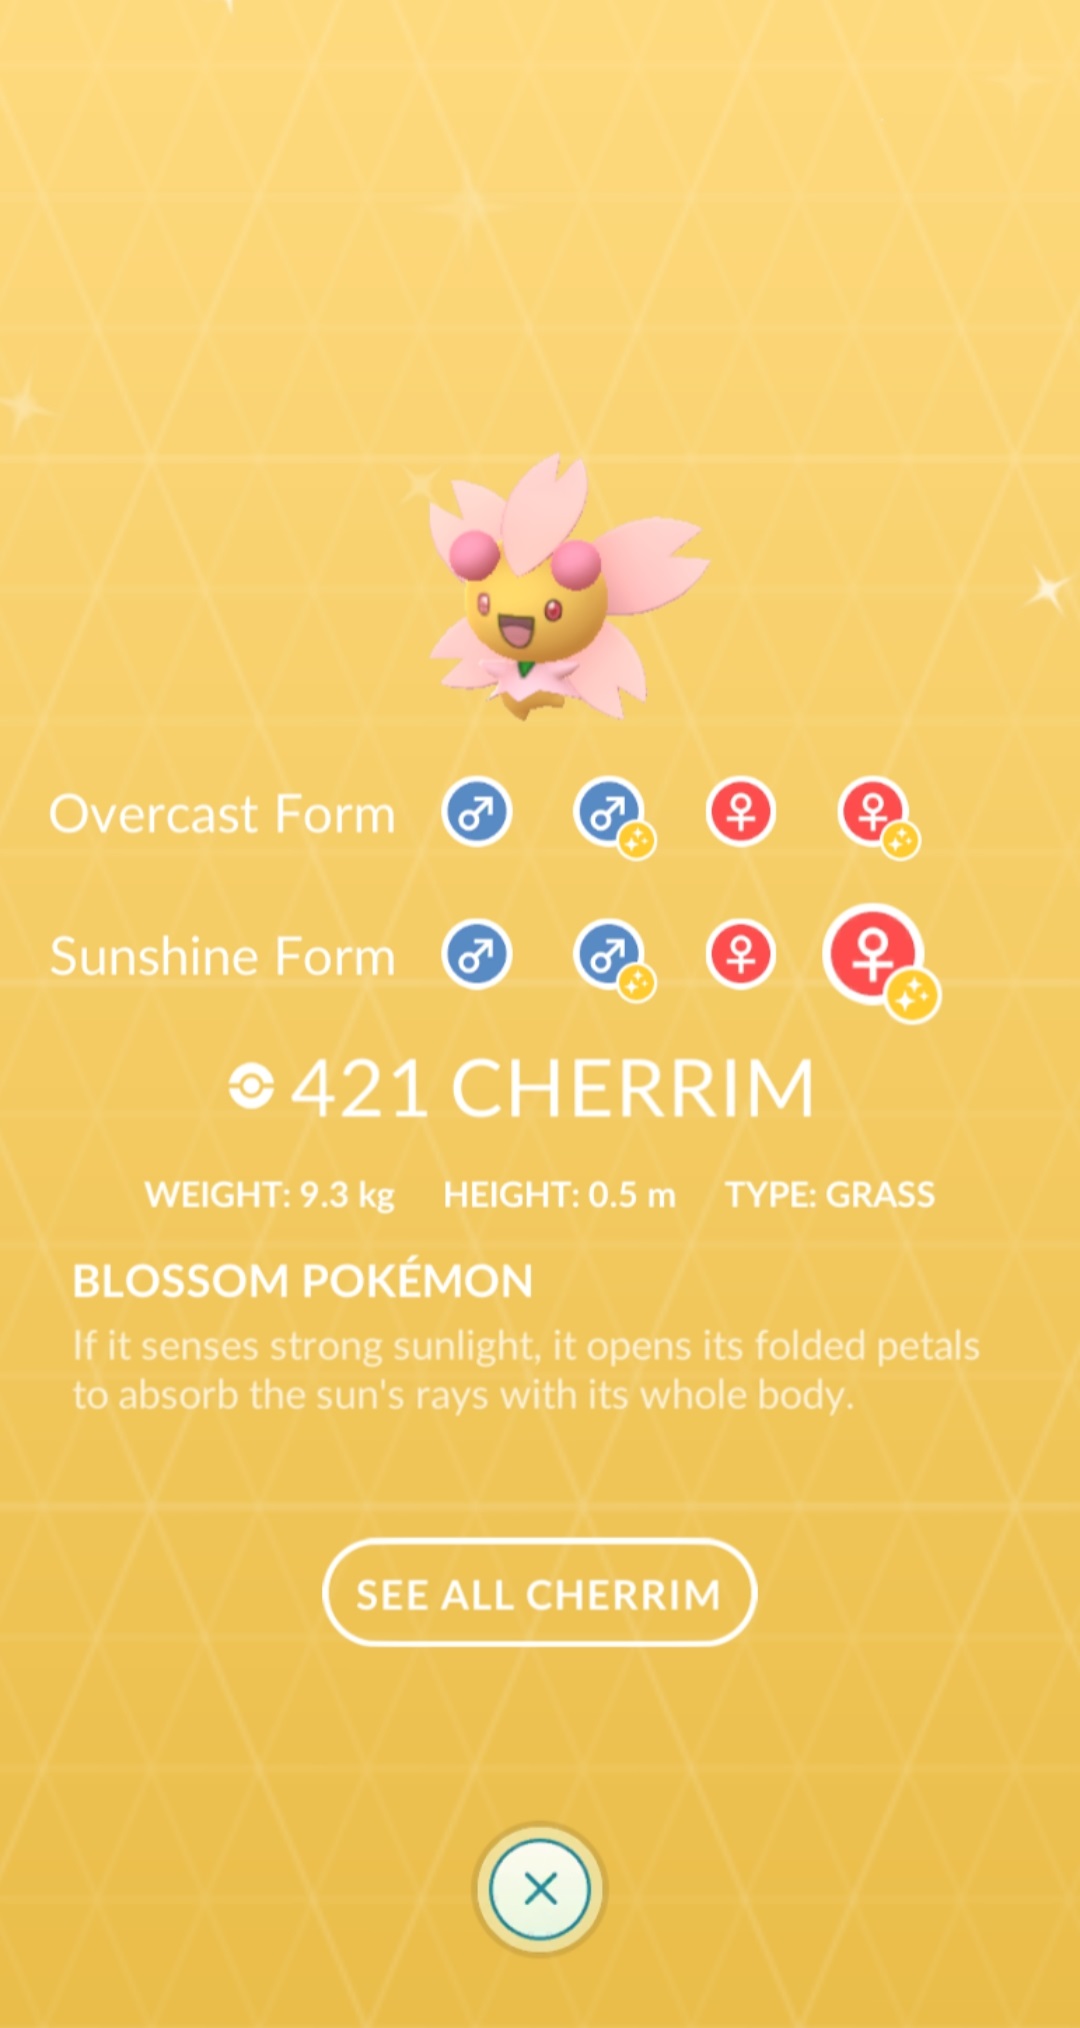 Overcast Form
Sunshine Form
421 CHERRIM
WEIGHT: 9.3 kg HEIGHT: 0.5 m TYPE: GRASS
BLOSSOM POKÉMON
If it senses strong sunlight, it opens its folded petals
to absorb the sun's rays with its whole body.
SEE ALL CHERRIM